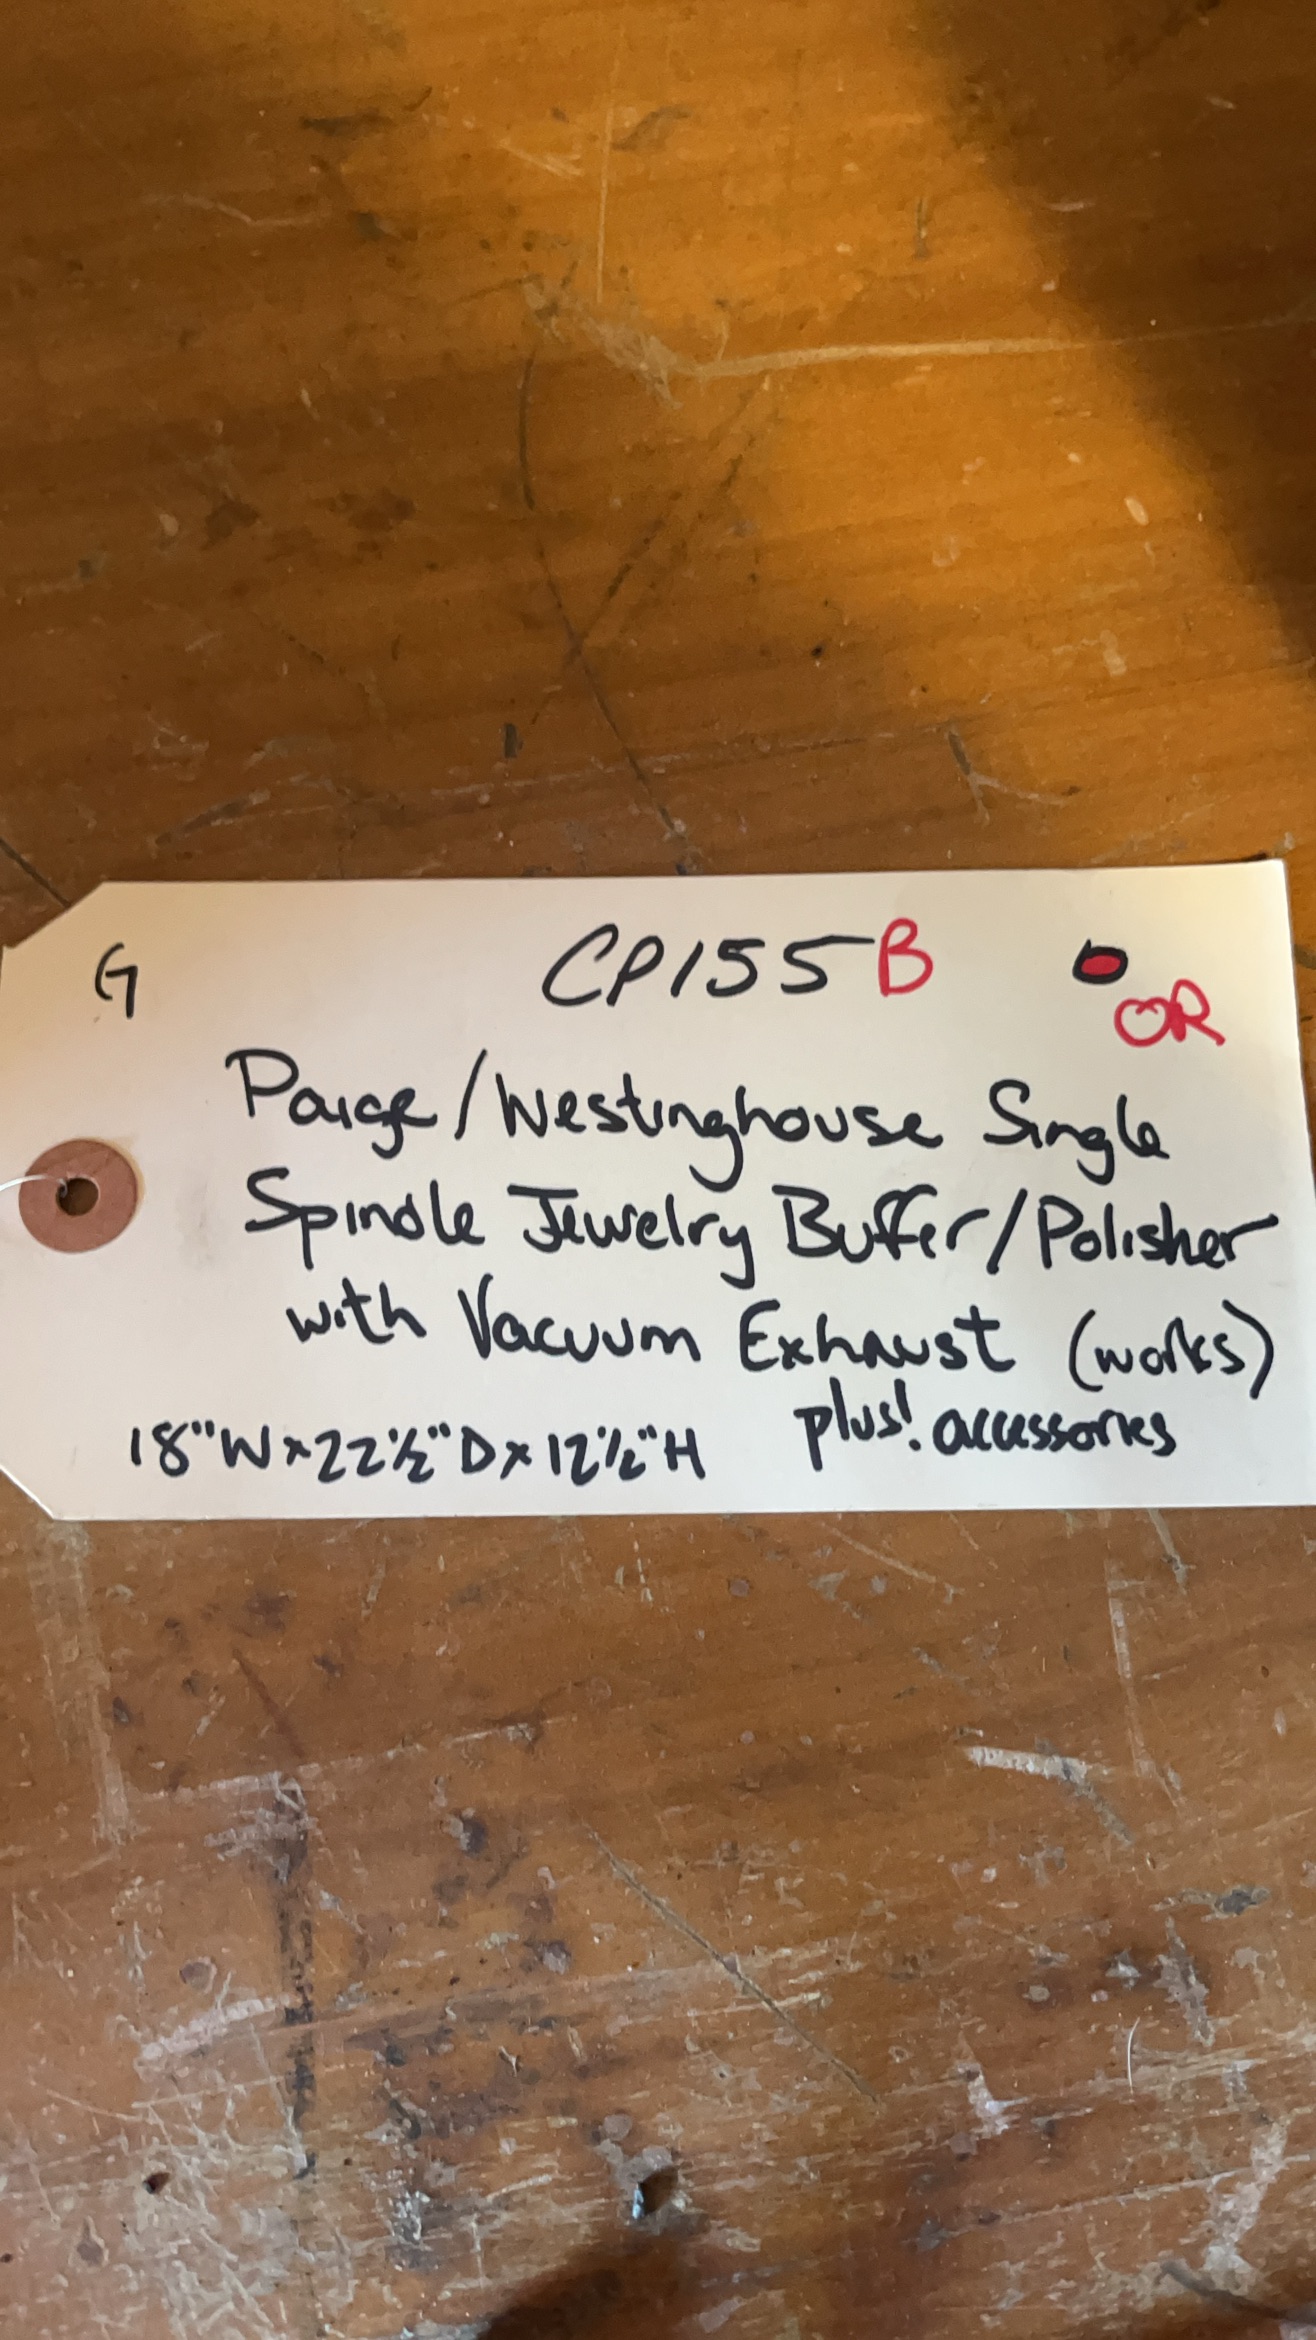 G CP155B
OR
Paige/Westinghouse Single
Spindle Jewelry Buffer/Polisher
with Vacuum Exhaust (works)
18"W x 22½"D x 12½"H plus! accessories